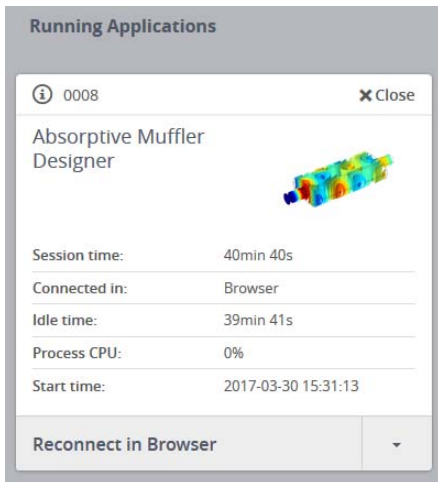 Running Applications
0008 Close
Absorptive Muffler
Designer
Session time: 40min 40s
Connected in: Browser
Idle time: 39min 41s
Process CPU: 0%
Start time: 2017-03-30 15:31:13
Reconnect in Browser